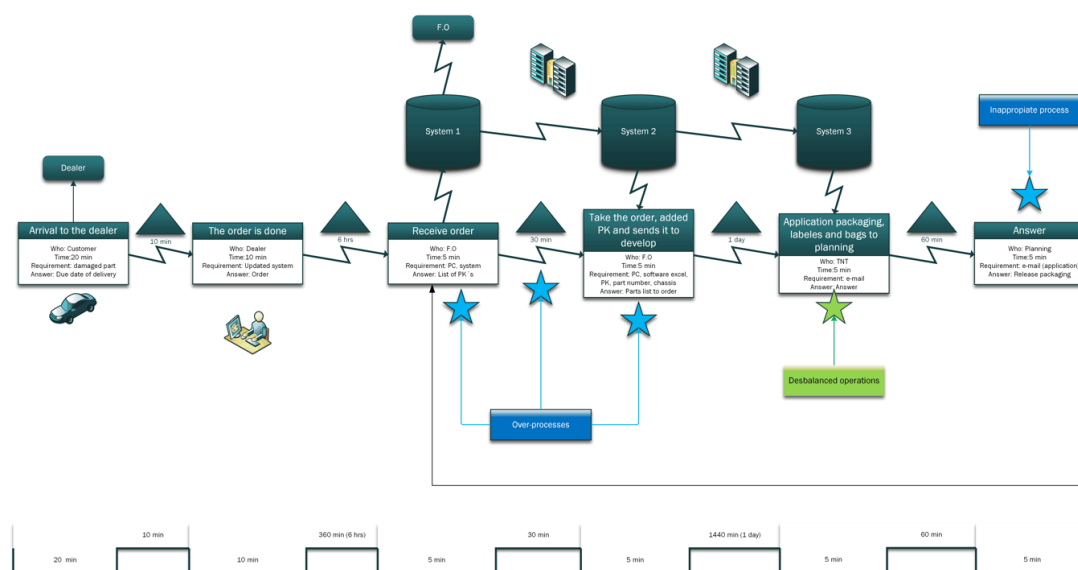 F.O
System 1
System 2
System 3
Inappropiate process
Dealer
Arrival to the dealer
Who: Customer
Time:20 min
Requirement: damaged part
Answer: Due date of delivery
10 min
The order is done
Who: Dealer
Time:10 min
Requirement: Updated system
Answer: Order
6 hrs
Receive order
Who: F.O
Time:5 min
Requirement: PC, system
Answer: List of PK´s
30 min
Take the order, added
PK and sends it to
develop
Who: F.O
Time:5 min
Requirement: PC, software excel,
PK, part number, chassis
Answer: Parts list to order
1 day
Application packaging,
labeles and bags to
planning
Who: TNT
Time:5 min
Requirement: e-mail
Answer: Answer
60 min
Answer
Who: Planning
Time:5 min
Requirement: e-mail (application)
Answer: Release packaging
Desbalanced operations
Over-processes
10 min
360 min (6 hrs)
30 min
1440 min (1 day)
60 min
20 min
10 min
5 min
5 min
5 min
5 min